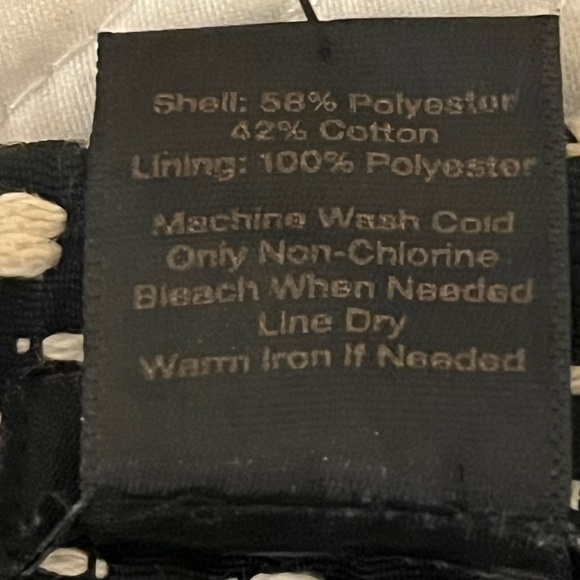 Shell: 58% Polyester
42% Cotton
Lining: 100% Polyester
Machine Wash Cold
Only Non-Chlorine
Bleach When Needed
Line Dry
Warm Iron If Needed